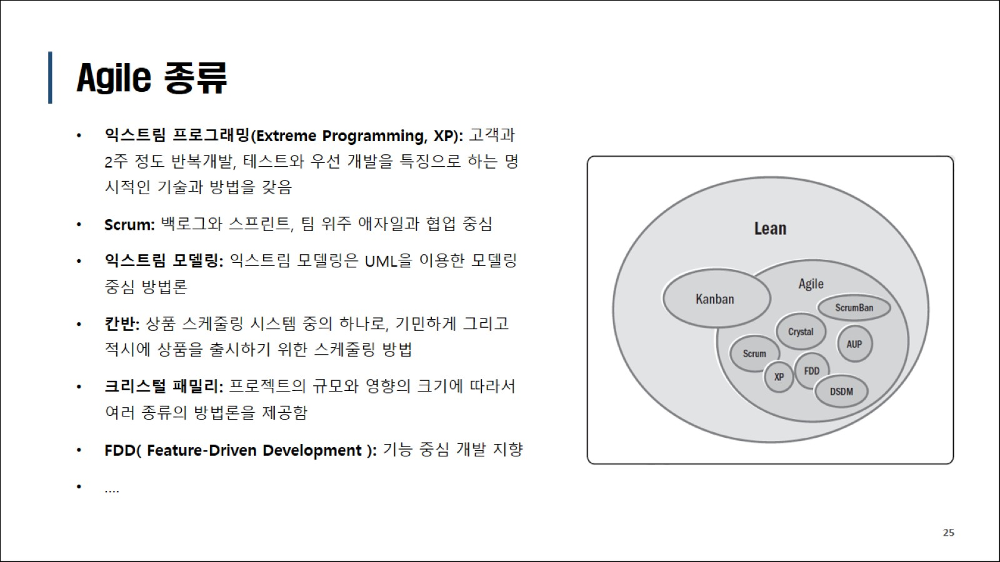 Agile 종류
• 익스트림 프로그래밍(Extreme Programming, XP): 고객과
2주 정도 반복개발, 테스트와 우선 개발을 특징으로 하는 명
시적인 기술과 방법을 갖음
• Scrum: 백로그와 스프린트, 팀 위주 애자일과 협업 중심
• 익스트림 모델링: 익스트림 모델링은 UML을 이용한 모델링
중심 방법론
• 칸반: 상품 스케줄링 시스템 중의 하나로, 기민하게 그리고
적시에 상품을 출시하기 위한 스케줄링 방법
• 크리스털 패밀리: 프로젝트의 규모와 영향의 크기에 따라서
여러 종류의 방법론을 제공함
• FDD( Feature-Driven Development ): 기능 중심 개발 지향
• ....
Lean
Agile
Kanban
ScrumBan
Crystal
AUP
Scrum
FDD
XP
DSDM
25